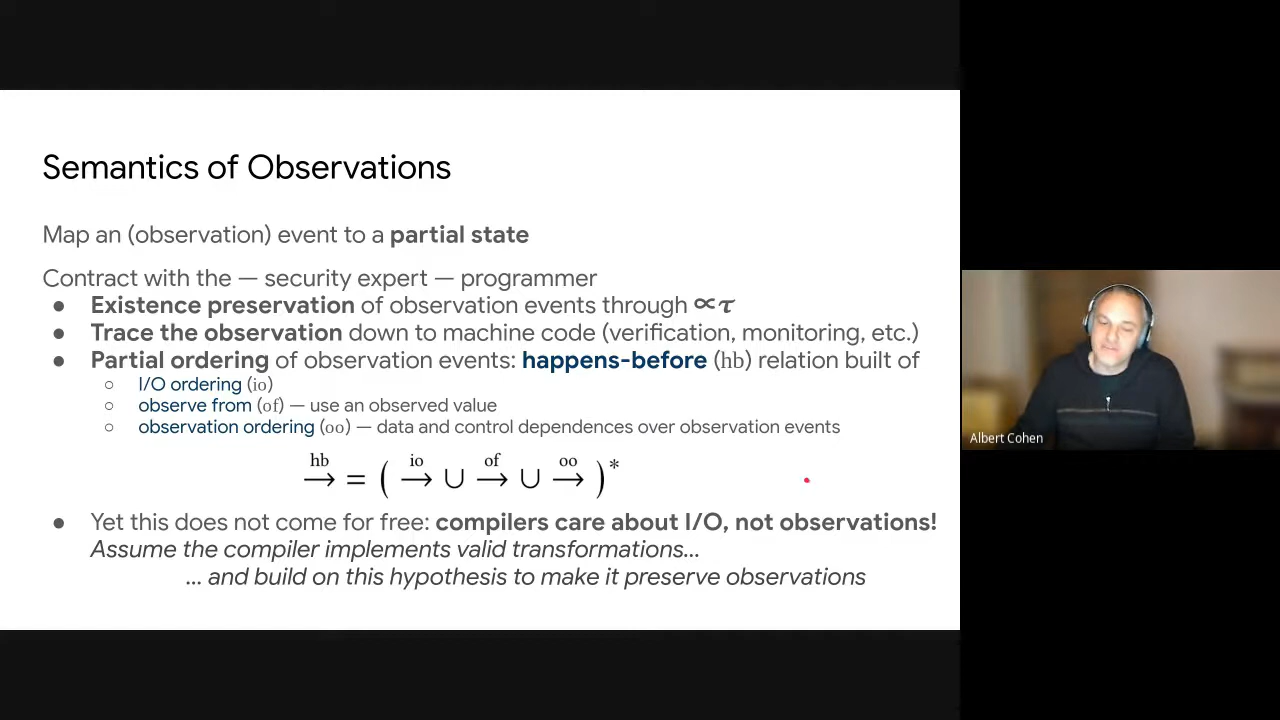 Semantics of Observations
Map an (observation) event to a partial state
Contract with the — security expert — programmer
● Existence preservation of observation events through ∝τ
● Trace the observation down to machine code (verification, monitoring, etc.)
● Partial ordering of observation events: happens-before (hb) relation built of
○ I/O ordering (io)
○ observe from (of) — use an observed value
○ observation ordering (oo) — data and control dependences over observation events
hb→ = ( io→ ∪ of→ ∪ oo→ )*
● Yet this does not come for free: compilers care about I/O, not observations!
Assume the compiler implements valid transformations...
... and build on this hypothesis to make it preserve observations
Albert Cohen